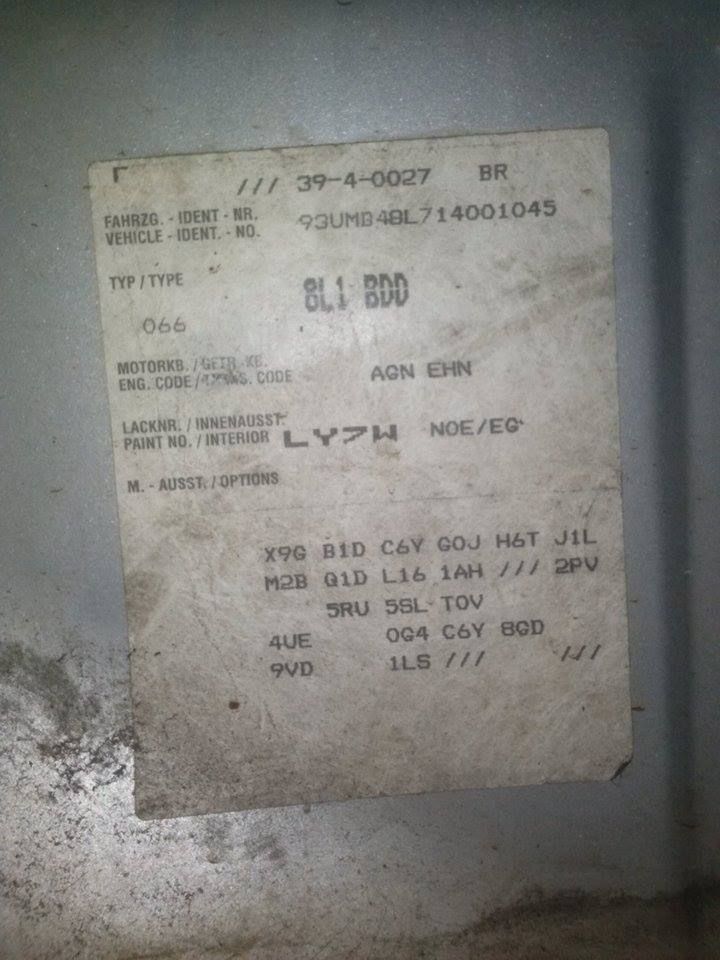 /// 39-4-0027 BR
FAHRZG. - IDENT - NR.
VEHICLE - IDENT. - NO. 93UMB48L714001045
TYP / TYPE 8L1 BDD
066
MOTORKB. / GETR.-KB.
ENG. CODE / TRANS. CODE AGN EHN
LACKNR. / INNENAUSST.
PAINT NO. / INTERIOR LY7W N0E/EG
M. - AUSST. / OPTIONS
X9G B1D C6Y G0J H6T J1L
M2B Q1D L16 1AH /// 2PV
5RU 5SL T0V
4UE 0G4 C6Y 8GD
9VD 1LS /// ///